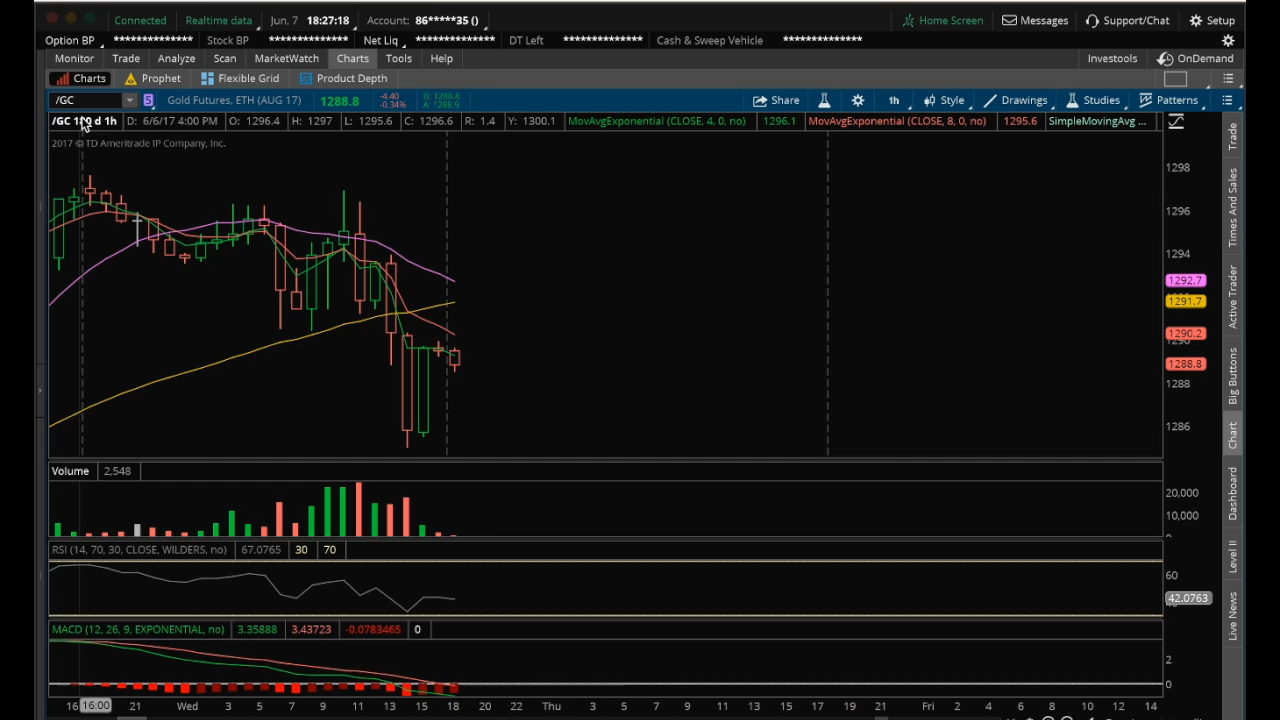 Connected Realtime data Jun, 7 18:27:18 Account: 86*****35 () Home Screen Messages Support/Chat Setup
Option BP ************** Stock BP ************** Net Liq ************** DT Left ************** Cash & Sweep Vehicle **************
Monitor Trade Analyze Scan MarketWatch Charts Tools Help Investools OnDemand
Charts Prophet Flexible Grid Product Depth
/GC S Gold Futures, ETH (AUG 17) 1288.8 -4.40 -0.34% B: 1288.8 A: 1288.9 Share 1h Style Drawings Studies Patterns
/GC d 1h D: 6/6/17 4:00 PM O: 1296.4 H: 1297 L: 1295.6 C: 1296.6 R: 1.4 Y: 1300.1 MovAvgExponential (CLOSE, 4, 0, no) 1296.1 MovAvgExponential (CLOSE, 8, 0, no) 1295.6 SimpleMovingAvg ...
2017 © TD Ameritrade IP Company, Inc.
1298
1296
1294
1292.7
1291.7
1290.2
1288.8
1288
1286
Volume 2,548
20,000
10,000
RSI (14, 70, 30, CLOSE, WILDERS, no) 67.0765 30 70
60
42.0763
MACD (12, 26, 9, EXPONENTIAL, no) 3.35888 3.43723 -0.0783465 0
2
0
16 16:00 21 Wed 3 5 7 9 11 13 15 18 20 22 Thu 3 5 7 9 11 13 15 17 19 21 Fri 2 4 6 8 10 12 14
Trade
Times And Sales
Active Trader
Big Buttons
Chart
Dashboard
Level II
Live News